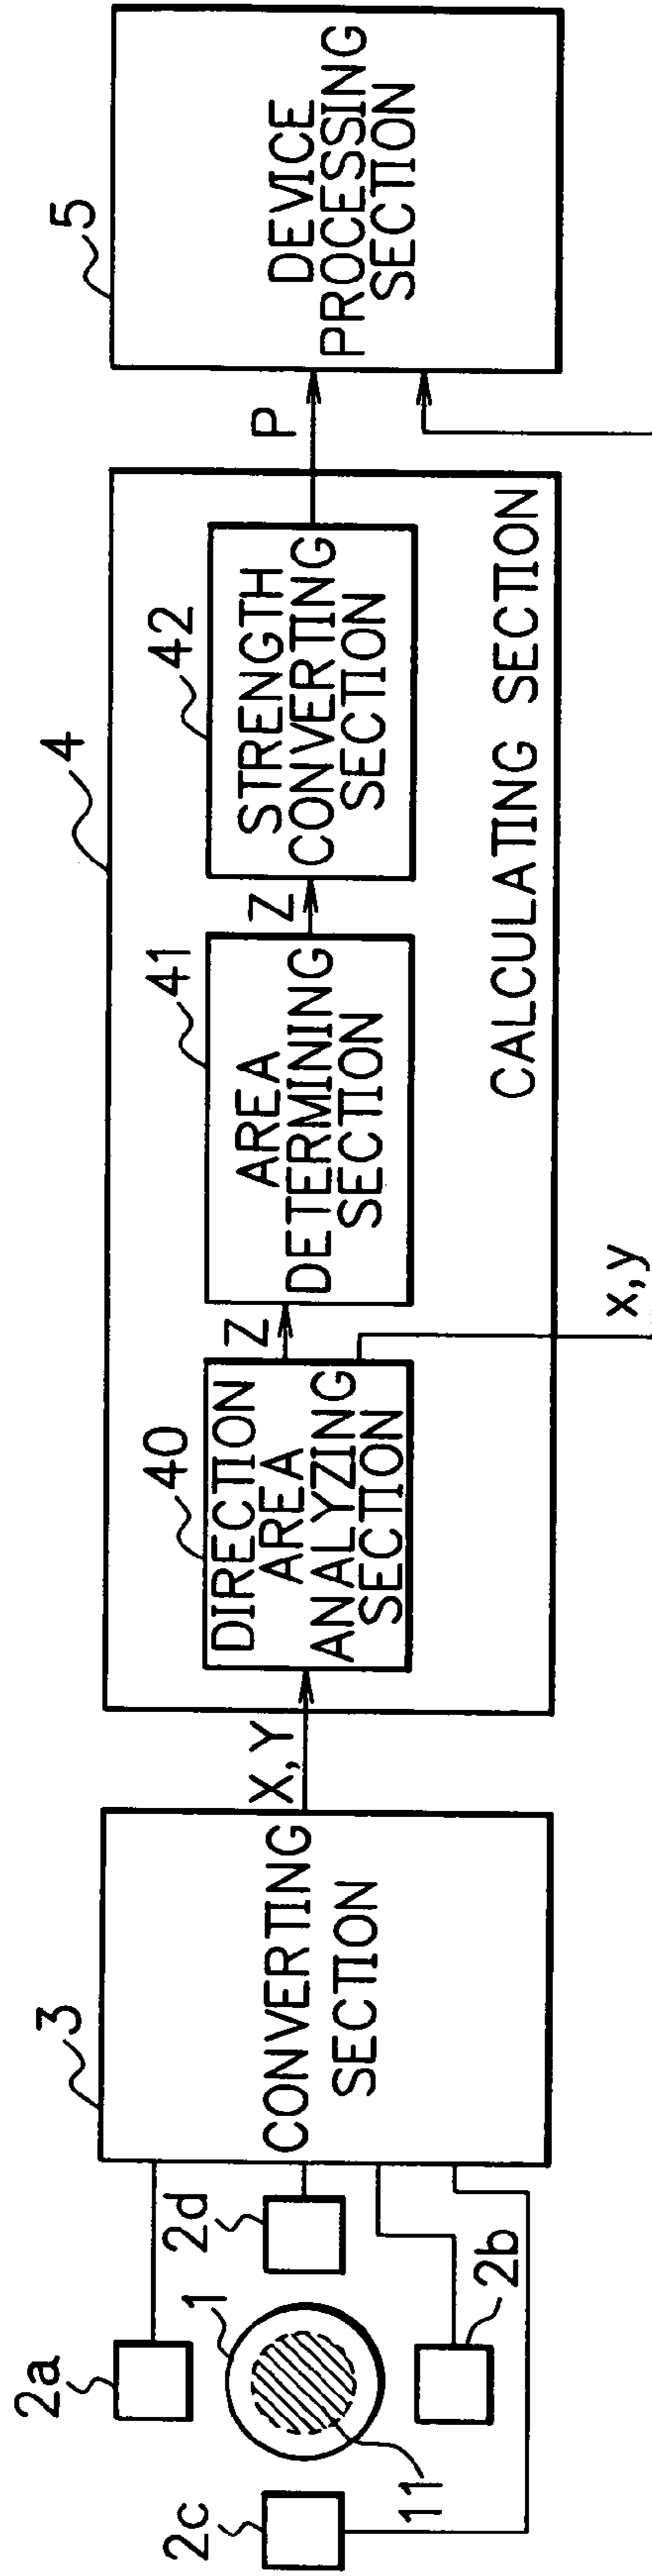 2a
2c
1
11
2d
2b
3
CONVERTING
SECTION
X,Y
4
40
DIRECTION
AREA
ANALYZING
SECTION
Z
x,y
41
AREA
DETERMINING
SECTION
Z
42
STRENGTH
CONVERTING
SECTION
CALCULATING SECTION
P
5
DEVICE
PROCESSING
SECTION